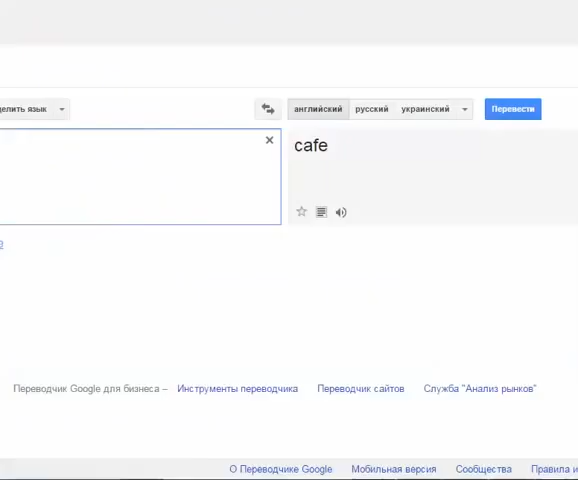 делить язык английский русский украинский Перевести
cafe
Переводчик Google для бизнеса – Инструменты переводчика Переводчик сайтов Служба "Анализ рынков"
О Переводчике Google Мобильная версия Сообщества Правила и